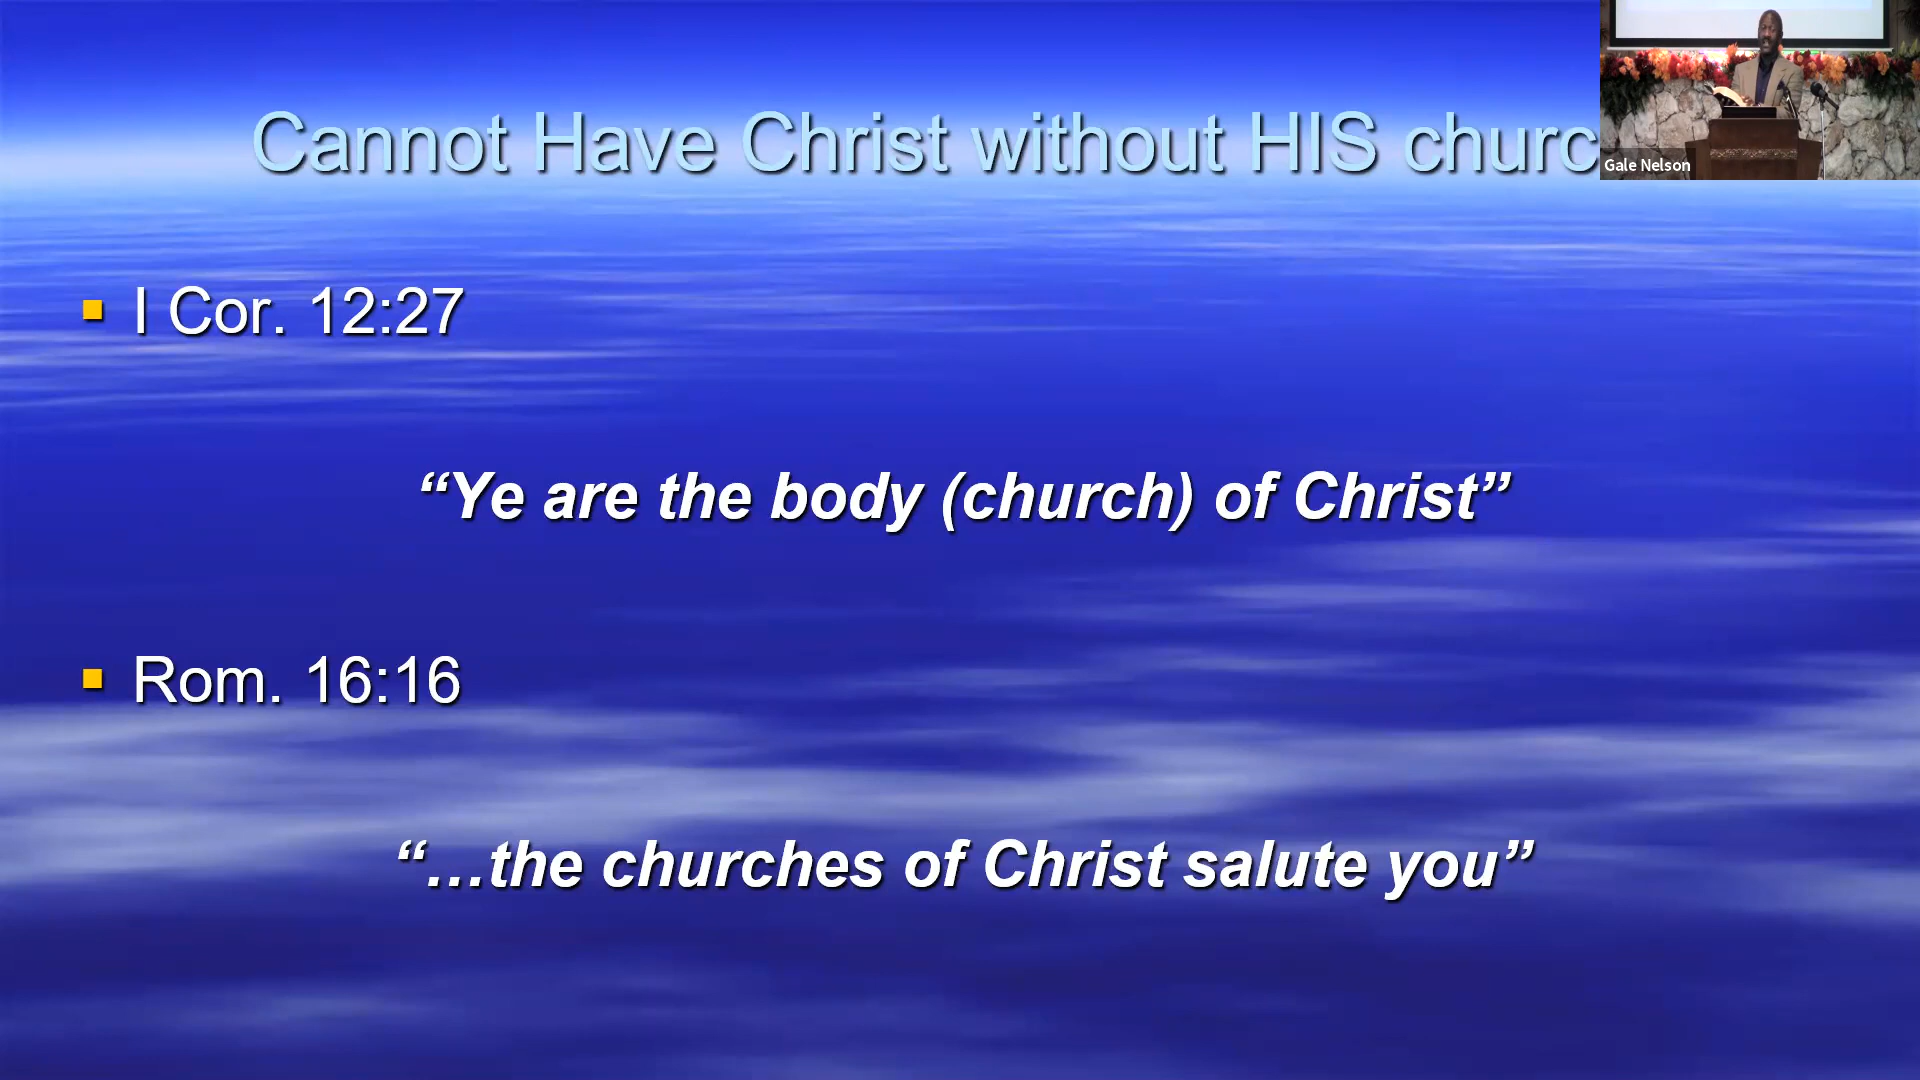 Cannot Have Christ without HIS churc
Gale Nelson
I Cor. 12:27
“Ye are the body (church) of Christ”
Rom. 16:16
“…the churches of Christ salute you”